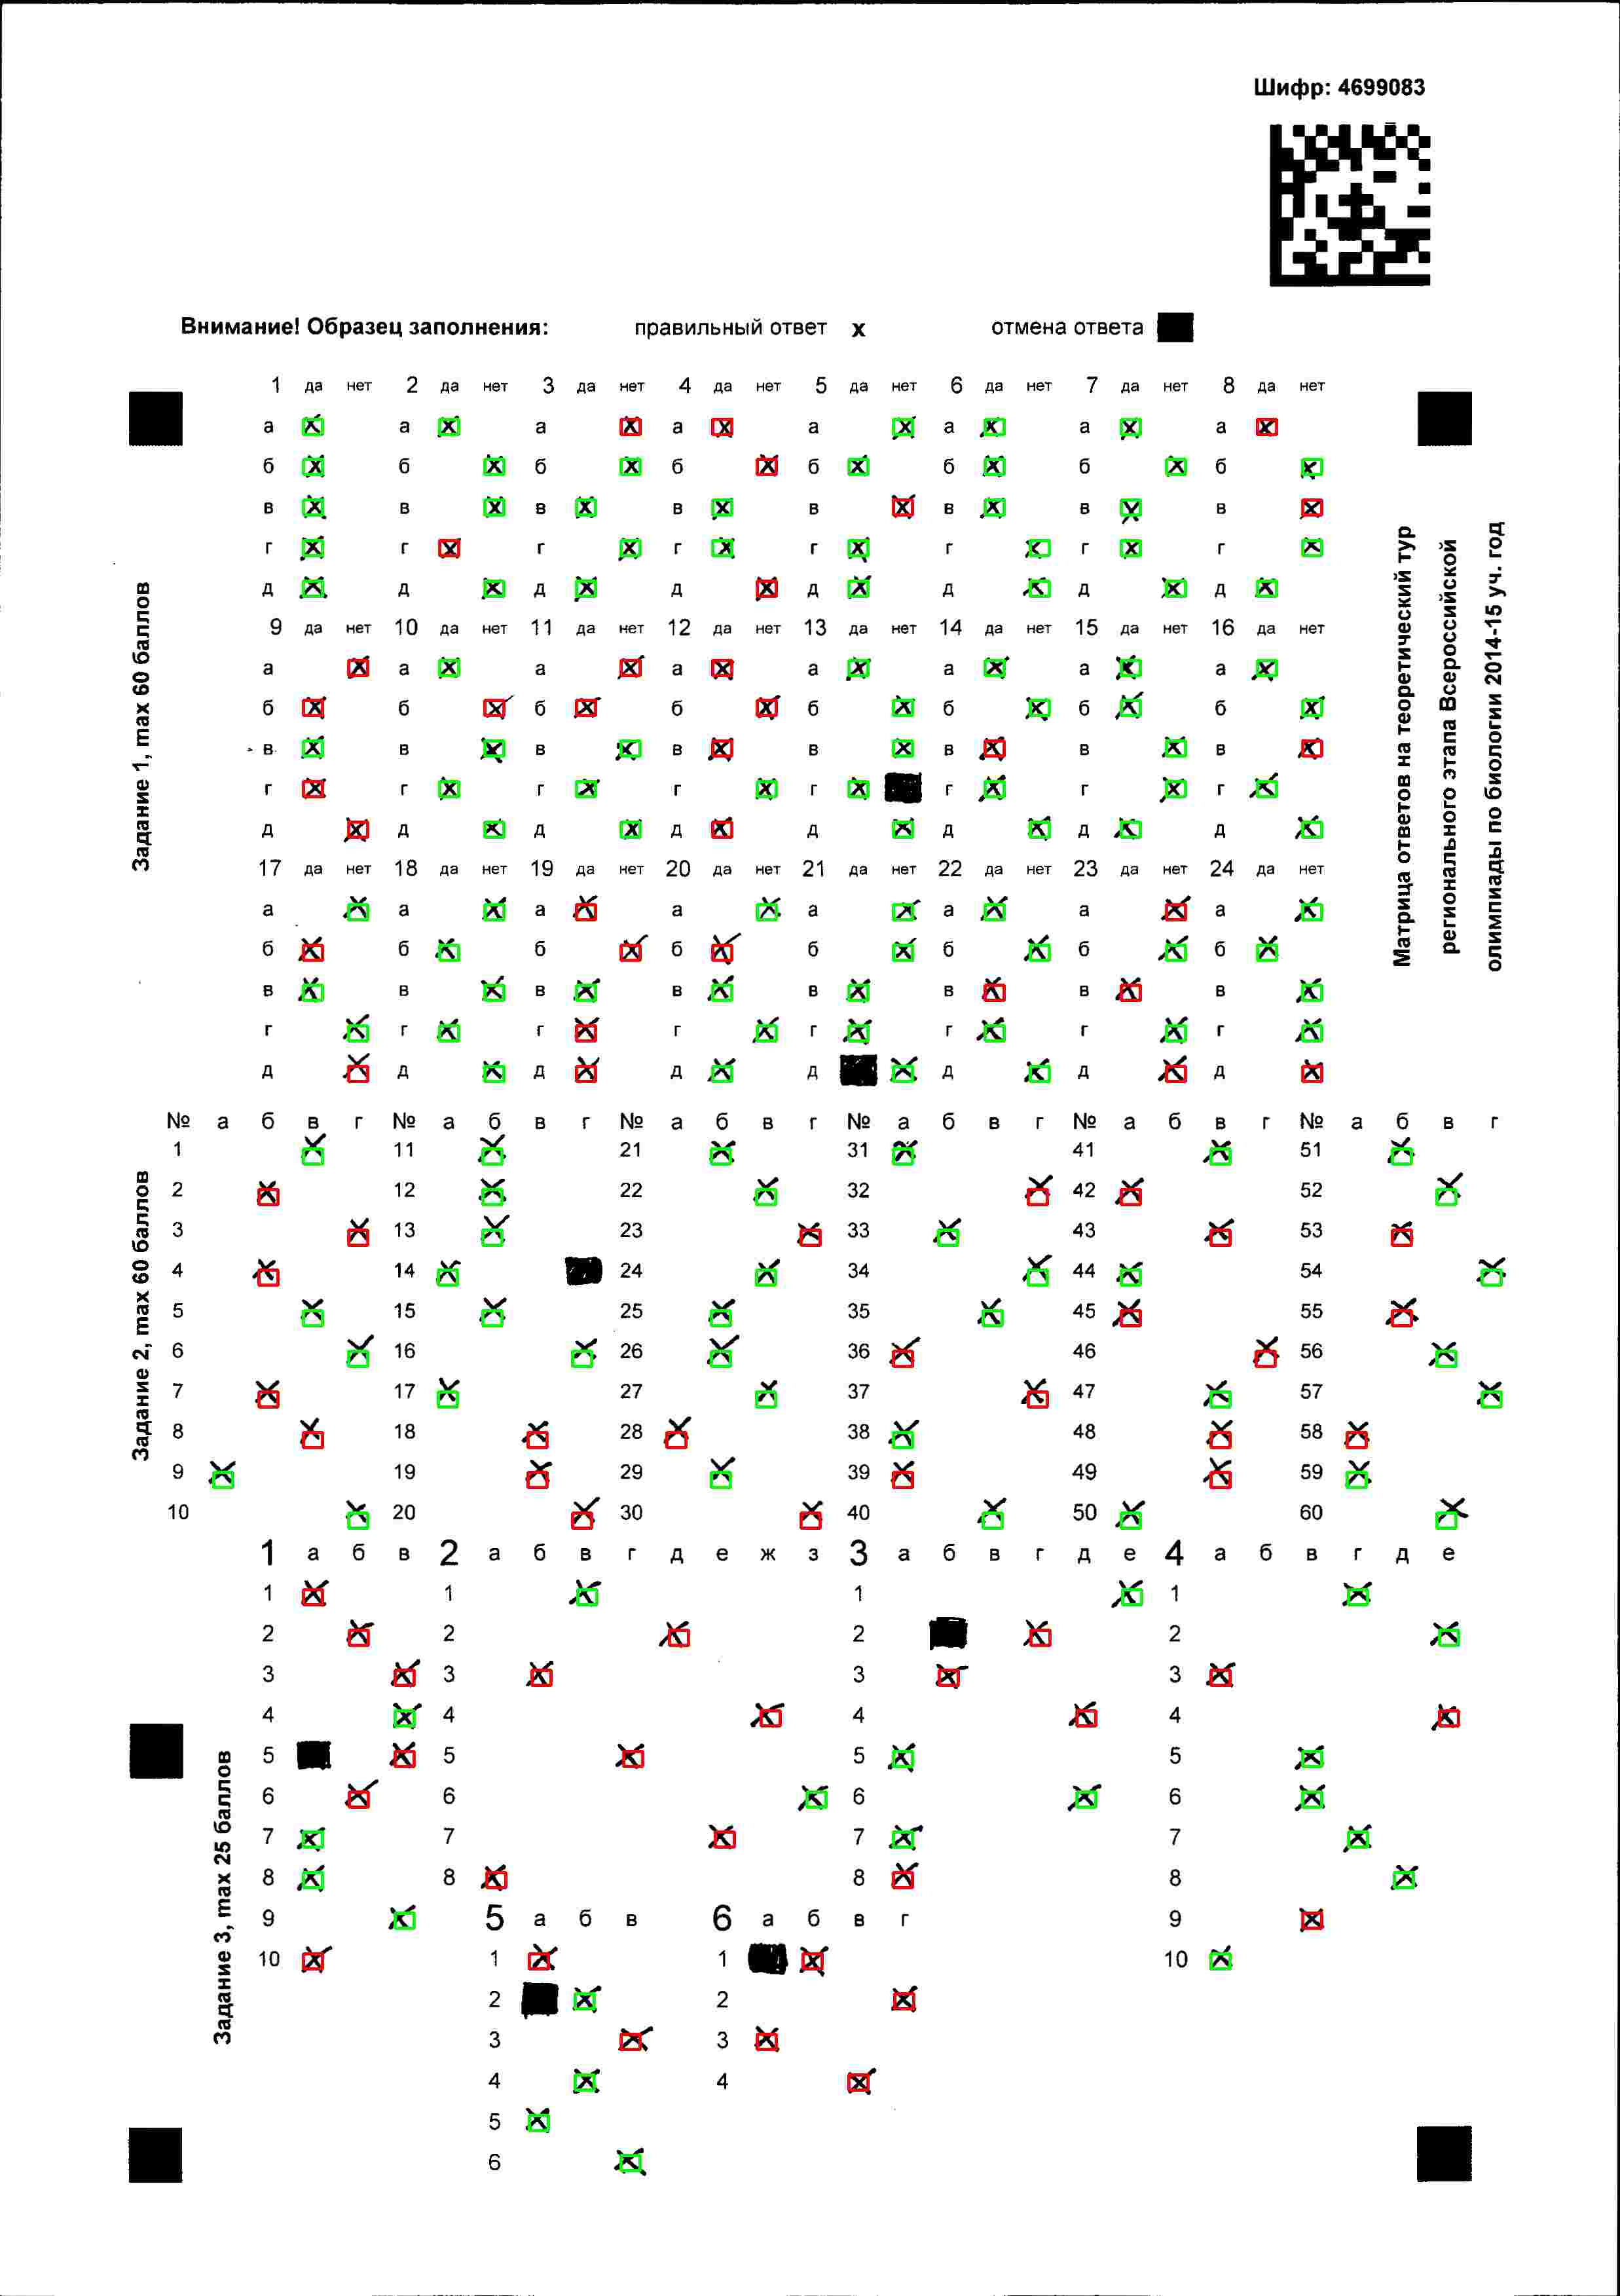 Шифр: 4699083
Внимание! Образец заполнения: правильный ответ x отмена ответа
1 да нет 2 да нет 3 да нет 4 да нет 5 да нет 6 да нет 7 да нет 8 да нет
а а а а а а а а
б б б б б б б б
в в в в в в в в
г г г г г г г г
д д д д д д д д
9 да нет 10 да нет 11 да нет 12 да нет 13 да нет 14 да нет 15 да нет 16 да нет
а а а а а а а а
б б б б б б б б
в в в в в в в в
г г г г г г г г
д д д д д д д д
17 да нет 18 да нет 19 да нет 20 да нет 21 да нет 22 да нет 23 да нет 24 да нет
а а а а а а а а
б б б б б б б б
в в в в в в в в
г г г г г г г г
д д д д д д д д
№ а б в г № а б в г № а б в г № а б в г № а б в г № а б в г
1 11 21 31 41 51
2 12 22 32 42 52
3 13 23 33 43 53
4 14 24 34 44 54
5 15 25 35 45 55
6 16 26 36 46 56
7 17 27 37 47 57
8 18 28 38 48 58
9 19 29 39 49 59
10 20 30 40 50 60
1 а б в 2 а б в г д е ж з 3 а б в г д е 4 а б в г д е
1 1 1 1
2 2 2 2
3 3 3 3
4 4 4 4
5 5 5 5
6 6 6 6
7 7 7 7
8 8 8 8
9 5 а б в 6 а б в г 9
10 1 1 10
2 2
3 3
4 4
5
6
Задание 1, max 60 баллов
Задание 2, max 60 баллов
Задание 3, max 25 баллов
Матрица ответов на теоретический тур
регионального этапа Всероссийской
олимпиады по биологии 2014-15 уч. год